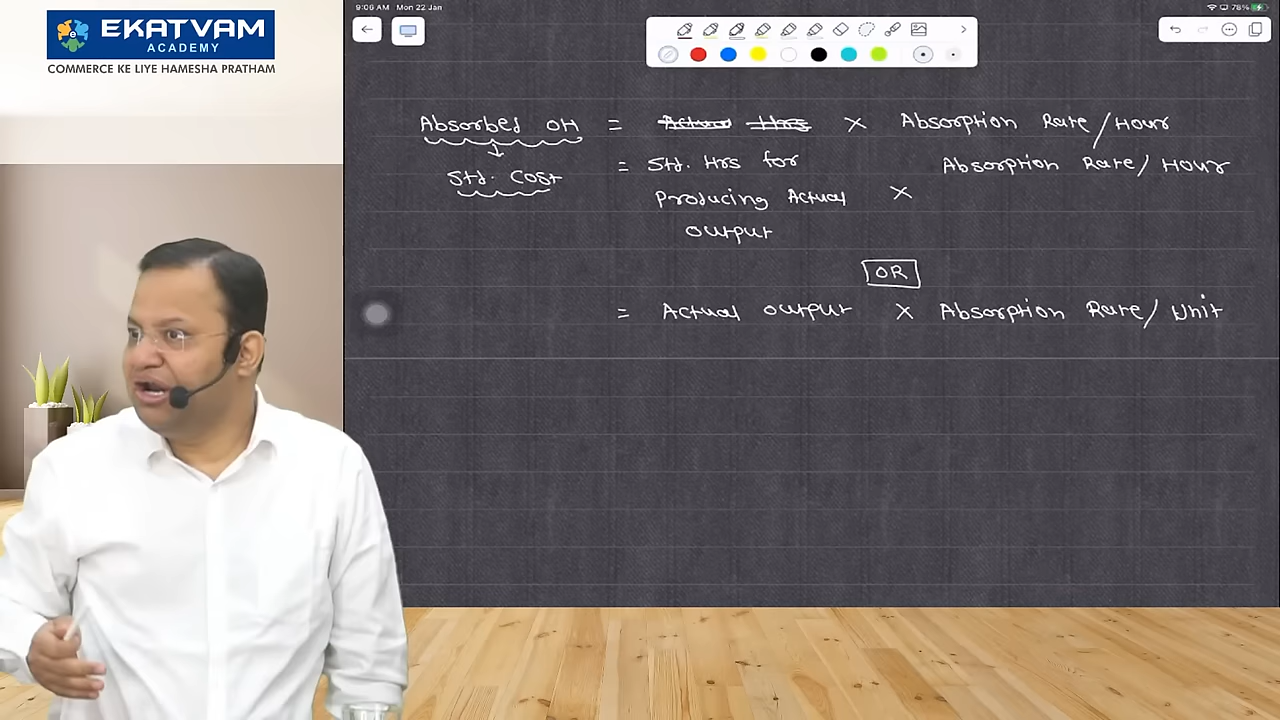 EKATVAM
ACADEMY
COMMERCE KE LIYE HAMESHA PRATHAM
9:06 AM Mon 22 Jan
78%
Absorbed OH = Actual Hrs × Absorption Rate/Hour
Std. Cost
= Std. Hrs for
Producing Actual
output
× Absorption Rate/Hour
OR
= Actual output × Absorption Rate/Unit